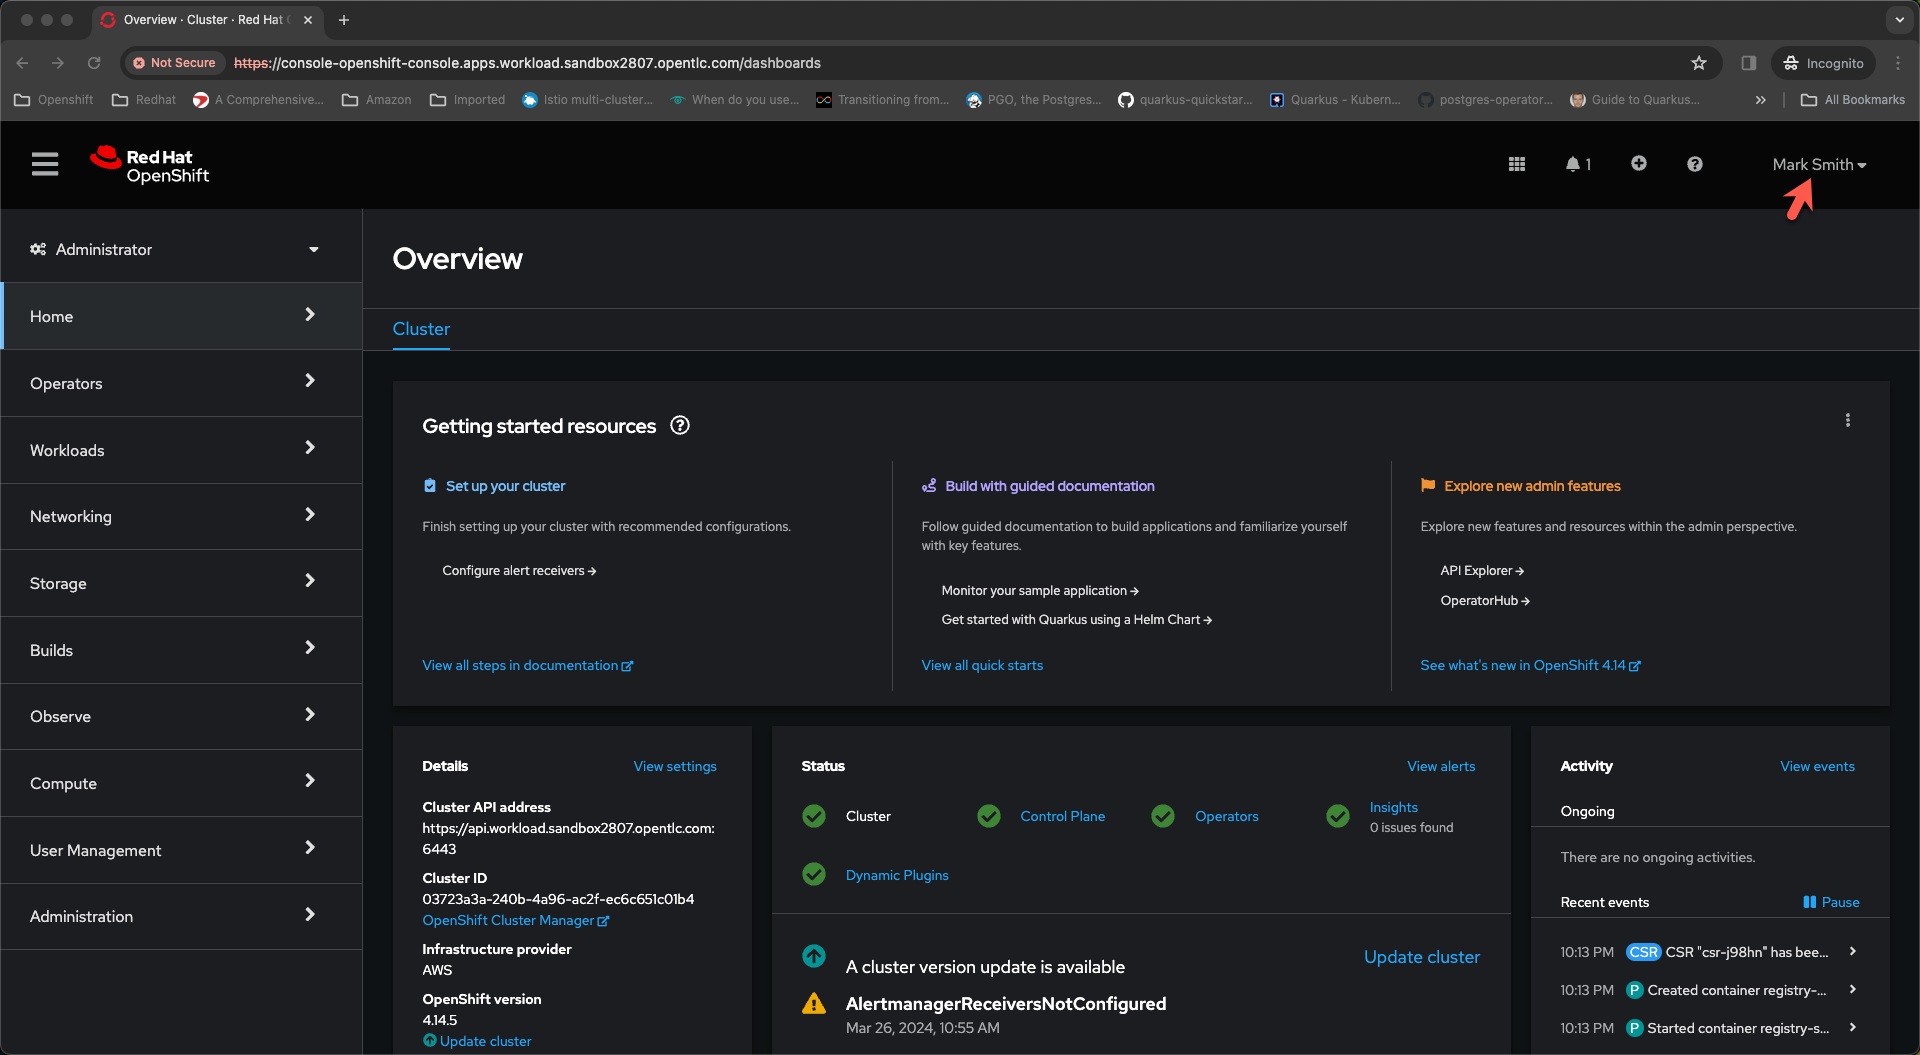 Overview · Cluster · Red Hat
Not Secure
https://console-openshift-console.apps.workload.sandbox2807.opentlc.com/dashboards
Incognito
Openshift
Redhat
A Comprehensive...
Amazon
Imported
Istio multi-cluster...
When do you use...
Transitioning from...
PGO, the Postgres...
quarkus-quickstar...
Quarkus - Kubern...
postgres-operator...
Guide to Quarkus...
All Bookmarks
Red Hat
OpenShift
1
Mark Smith
Administrator
Home
Operators
Workloads
Networking
Storage
Builds
Observe
Compute
User Management
Administration
Overview
Cluster
Getting started resources
Set up your cluster
Finish setting up your cluster with recommended configurations.
Configure alert receivers
View all steps in documentation
Build with guided documentation
Follow guided documentation to build applications and familiarize yourself
with key features.
Monitor your sample application
Get started with Quarkus using a Helm Chart
View all quick starts
Explore new admin features
Explore new features and resources within the admin perspective.
API Explorer
OperatorHub
See what's new in OpenShift 4.14
Details
View settings
Cluster API address
https://api.workload.sandbox2807.opentlc.com:
6443
Cluster ID
03723a3a-240b-4a96-ac2f-ec6c651c01b4
OpenShift Cluster Manager
Infrastructure provider
AWS
OpenShift version
4.14.5
Update cluster
Status
View alerts
Cluster
Control Plane
Operators
Insights
0 issues found
Dynamic Plugins
A cluster version update is available
Update cluster
AlertmanagerReceiversNotConfigured
Mar 26, 2024, 10:55 AM
Activity
View events
Ongoing
There are no ongoing activities.
Recent events
Pause
10:13 PM CSR CSR "csr-j98hn" has bee...
10:13 PM P Created container registry-...
10:13 PM P Started container registry-s...